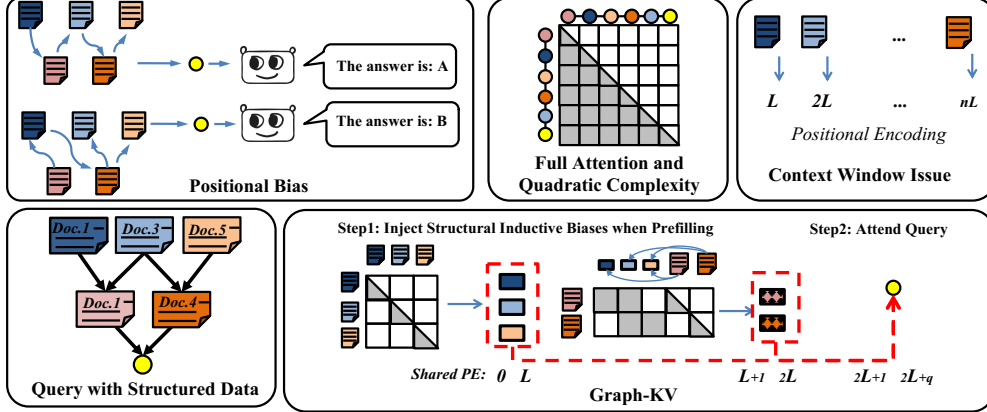 The answer is: A
The answer is: B
Positional Bias
Full Attention and
Quadratic Complexity
L 2L ... nL
...
Positional Encoding
Context Window Issue
Doc.1 Doc.3 Doc.5
Doc.1 Doc.4
Query with Structured Data
Step1: Inject Structural Inductive Biases when Prefilling
Step2: Attend Query
Shared PE: 0 L L+1 2L 2L+1 2L+q
Graph-KV